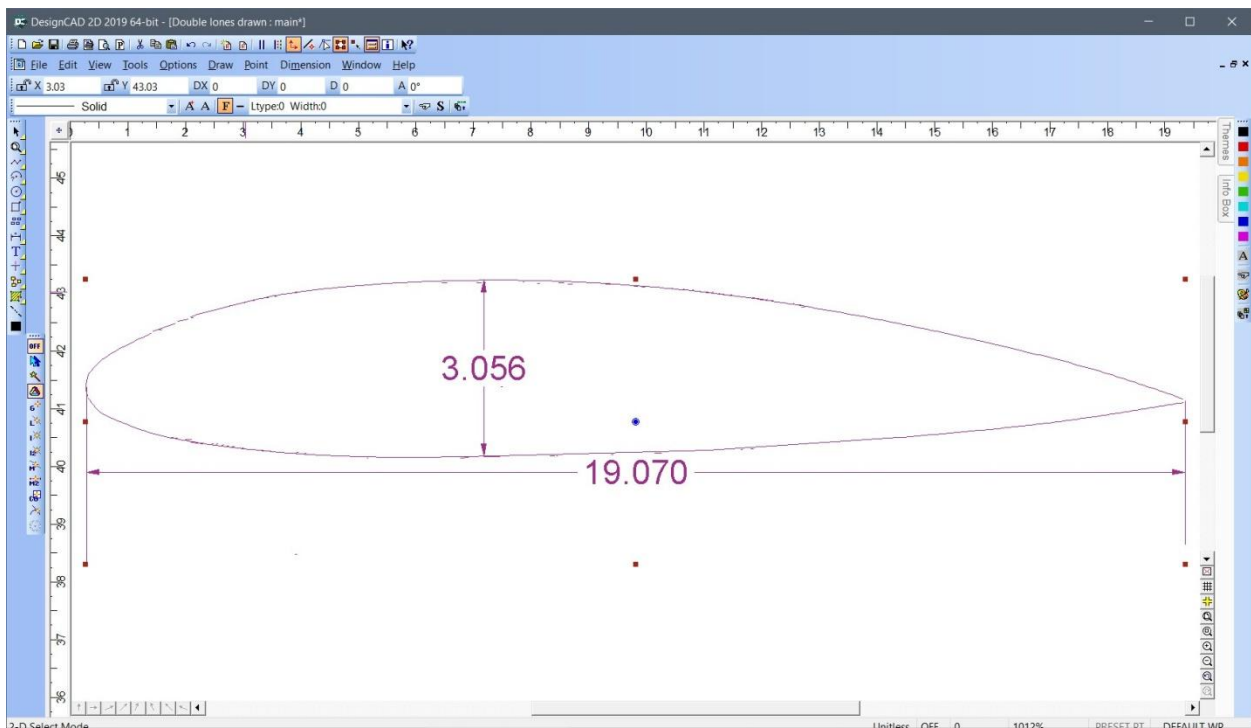 DesignCAD 2D 2019 64-bit - [Double lones drawn : main*]
File Edit View Tools Options Draw Point Dimension Window Help
X 3.03 Y 43.03 DX 0 DY 0 D 0 A 0°
Solid A A F Ltype:0 Width:0 S
1 2 3 4 5 6 7 8 9 10 11 12 13 14 15 16 17 18 19
Themes
Info Box
45
44
43
42
41
40
39
38
37
36
OFF
3.056
19.070
2-D Select Mode
Unitless OFF 0 1012% PRESET PT DEFAULT WP